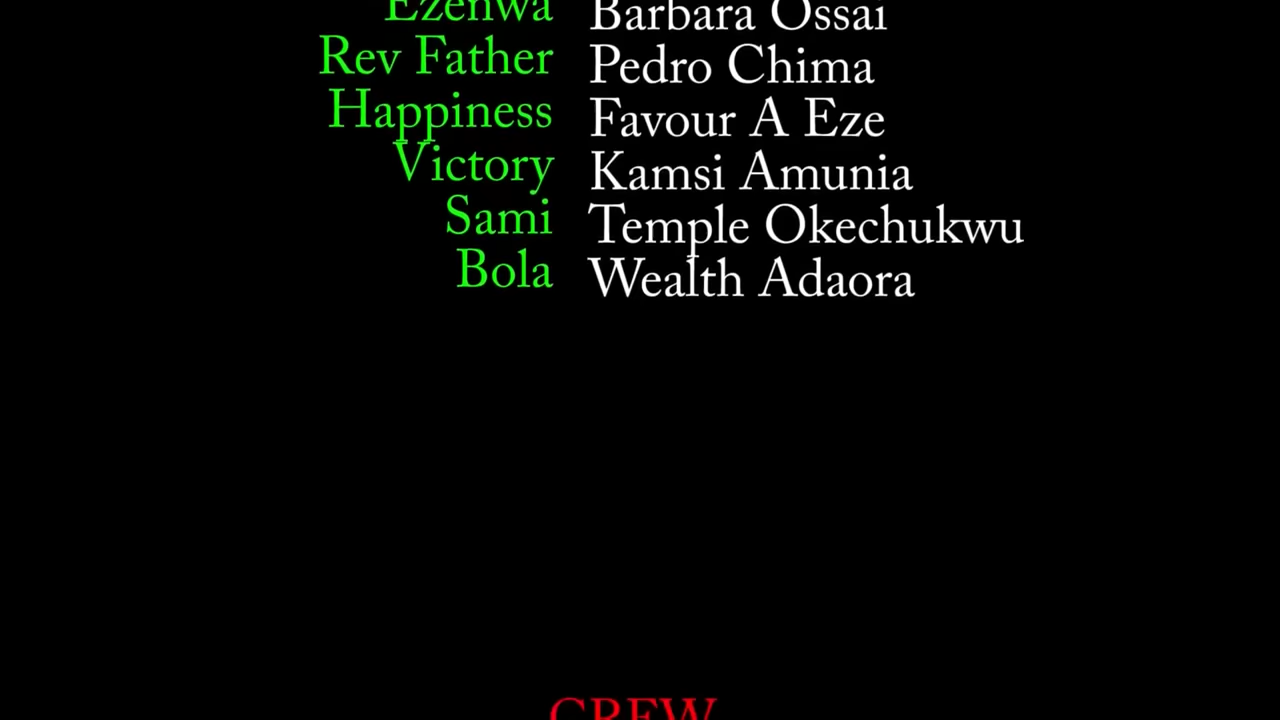 Ezenwa Barbara Ossai
Rev Father Pedro Chima
Happiness Favour A Eze
Victory Kamsi Amunia
Sami Temple Okechukwu
Bola Wealth Adaora
CREW